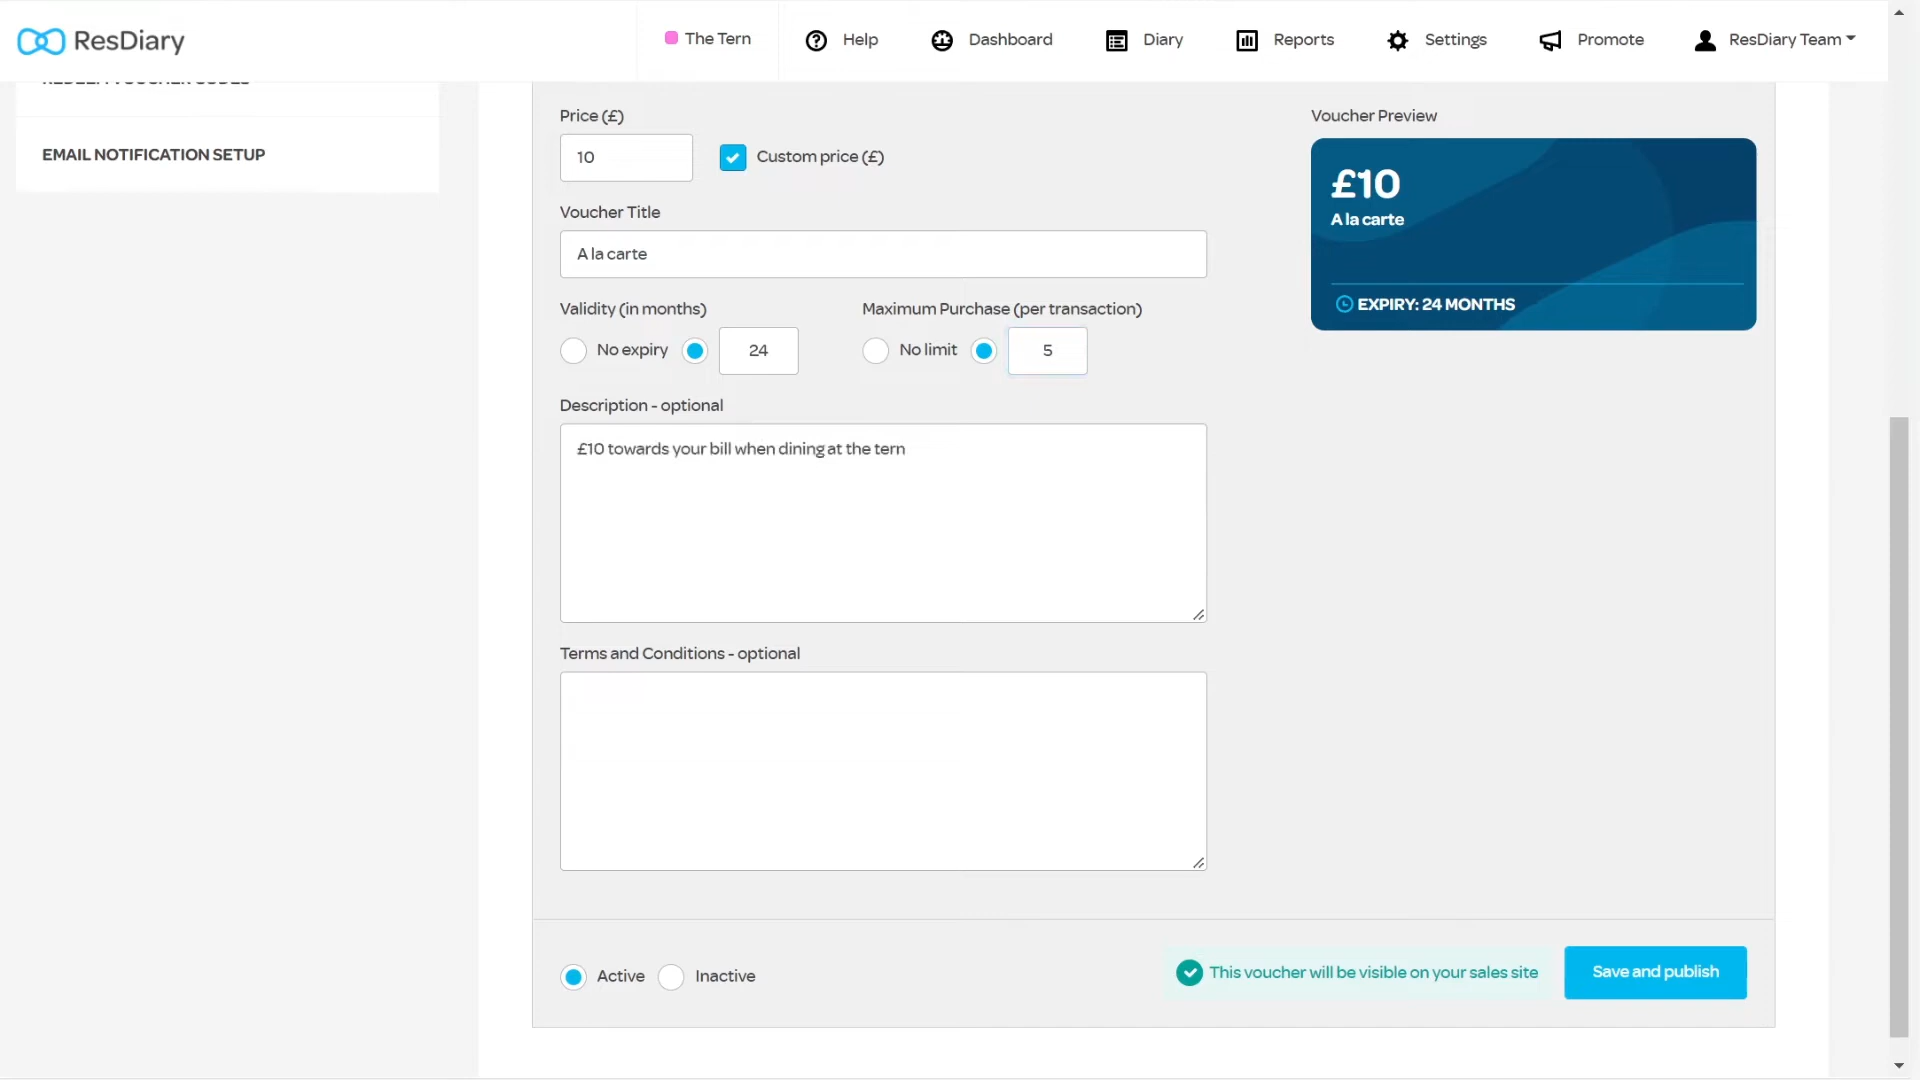 ResDiary
The Tern
Help
Dashboard
Diary
Reports
Settings
Promote
ResDiary Team
REDEEM VOUCHER CODES
EMAIL NOTIFICATION SETUP
Price (£)
10
Custom price (£)
Voucher Title
A la carte
Validity (in months)
No expiry
24
Maximum Purchase (per transaction)
No limit
5
Description - optional
£10 towards your bill when dining at the tern
Terms and Conditions - optional
Voucher Preview
£10
A la carte
EXPIRY: 24 MONTHS
Active
Inactive
This voucher will be visible on your sales site
Save and publish